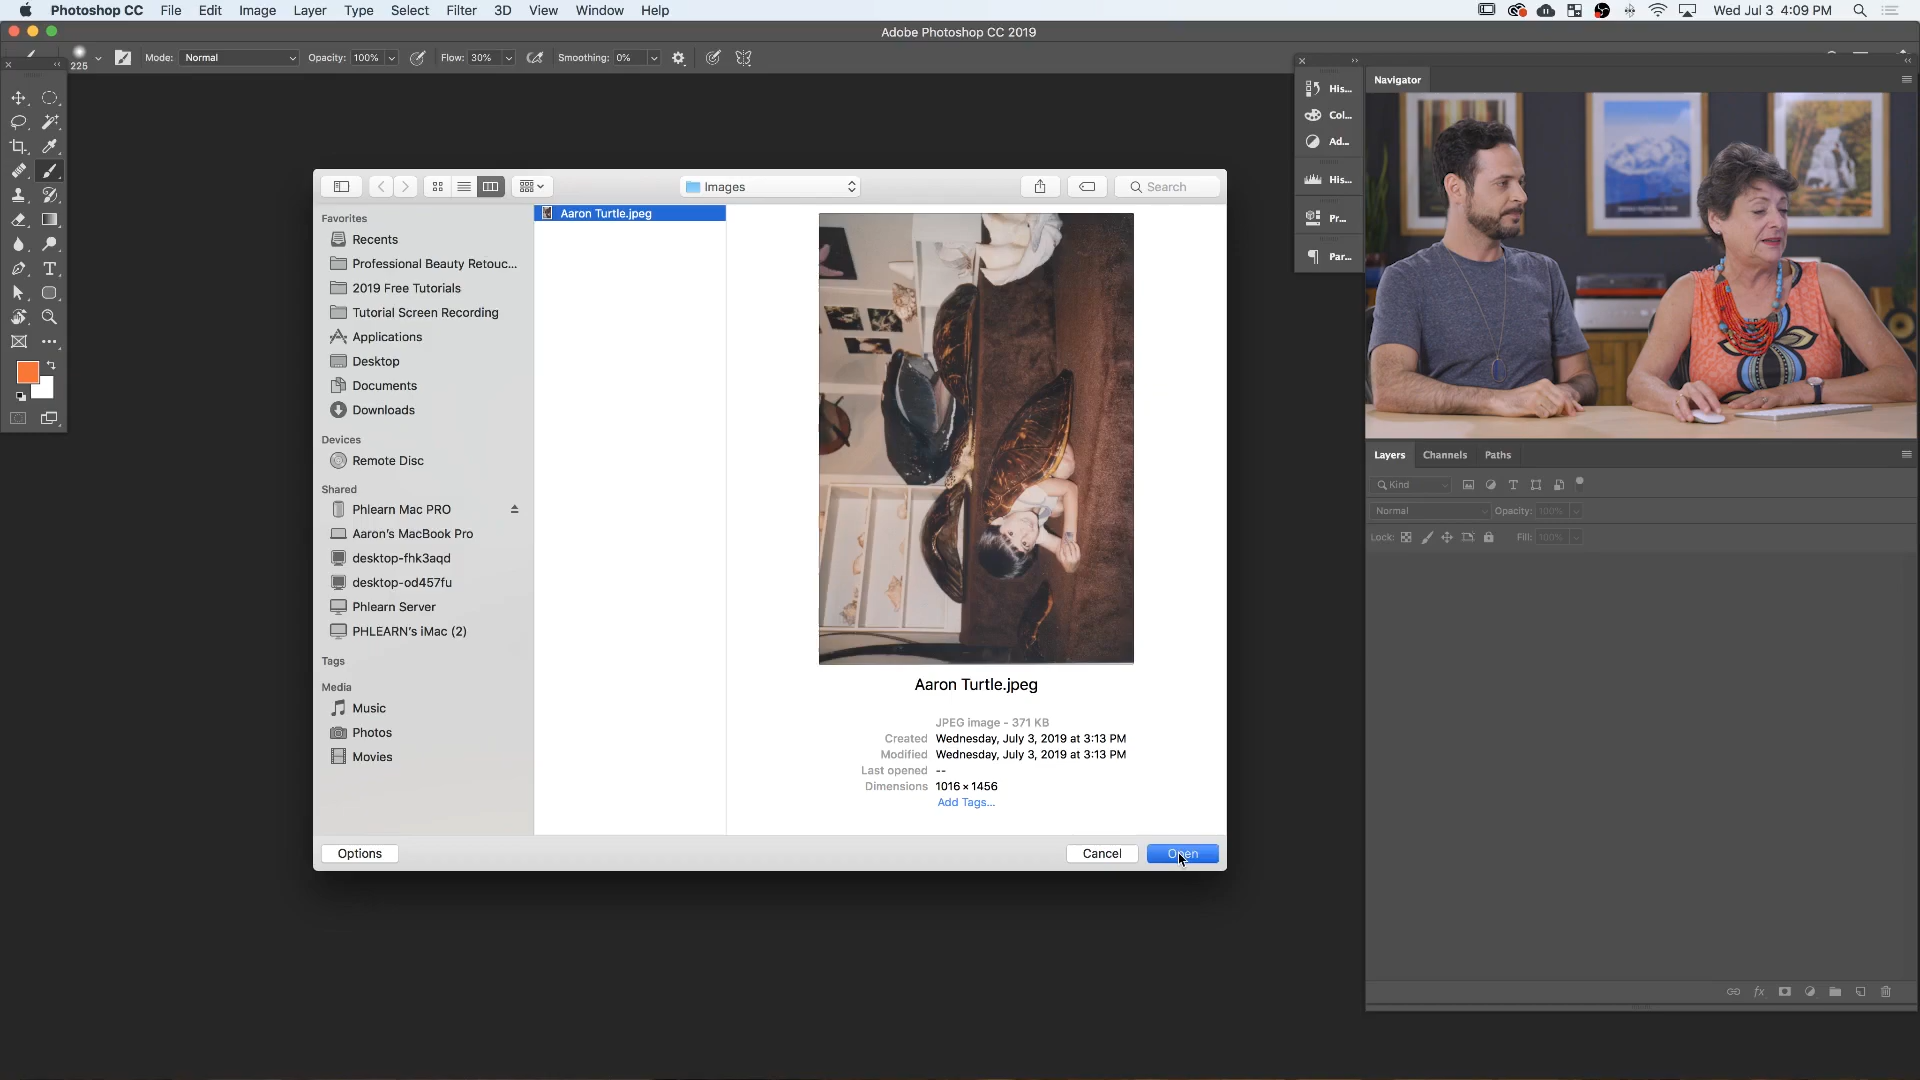 Photoshop CC File Edit Image Layer Type Select Filter 3D View Window Help Wed Jul 3 4:09 PM
Adobe Photoshop CC 2019
225 Mode: Normal Opacity: 100% Flow: 30% Smoothing: 0%
Navigator
His...
Col...
Ad...
His...
Pr...
Par...
Images
Search
Favorites
Recents
Professional Beauty Retouc...
2019 Free Tutorials
Tutorial Screen Recording
Applications
Desktop
Documents
Downloads
Devices
Remote Disc
Shared
Phlearn Mac PRO
Aaron's MacBook Pro
desktop-fhk3aqd
desktop-od457fu
Phlearn Server
PHLEARN's iMac (2)
Tags
Media
Music
Photos
Movies
Aaron Turtle.jpeg
Aaron Turtle.jpeg
JPEG image - 371 KB
Created Wednesday, July 3, 2019 at 3:13 PM
Modified Wednesday, July 3, 2019 at 3:13 PM
Last opened --
Dimensions 1016 × 1456
Add Tags...
Options
Cancel
Open
Layers Channels Paths
Kind
Normal Opacity: 100%
Lock: Fill: 100%